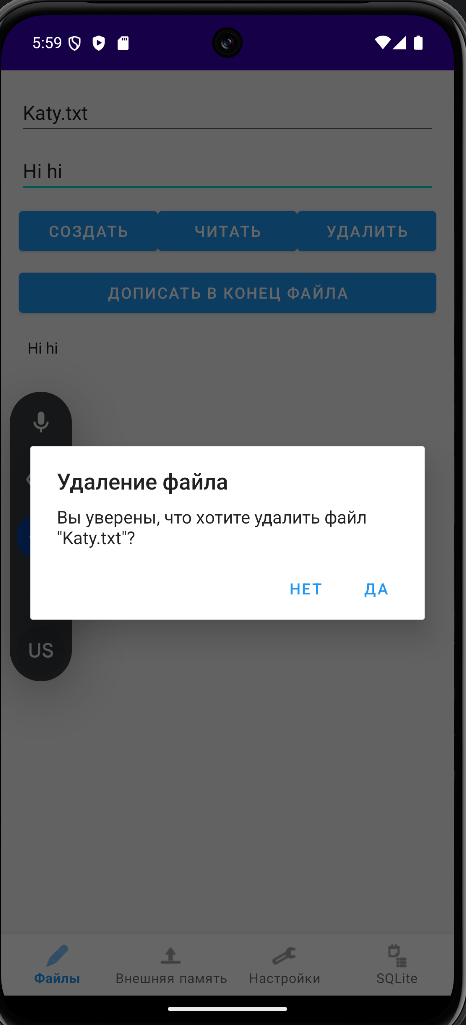 5:59
Katy.txt
Hi hi
СОЗДАТЬ ЧИТАТЬ УДАЛИТЬ
ДОПИСАТЬ В КОНЕЦ ФАЙЛА
Hi hi
Удаление файла
Вы уверены, что хотите удалить файл
"Katy.txt"?
НЕТ ДА
US
Файлы Внешняя память Настройки SQLite